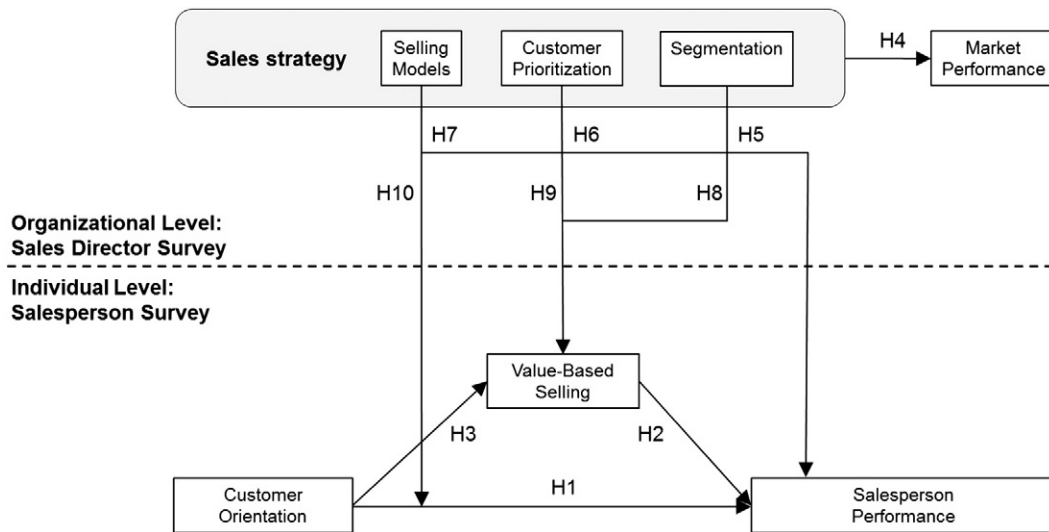 Sales strategy
Selling
Models
Customer
Prioritization
Segmentation
H4
Market
Performance
H7
H6
H5
H10
H9
H8
Organizational Level:
Sales Director Survey
Individual Level:
Salesperson Survey
Value-Based
Selling
H3
H2
H1
Customer
Orientation
Salesperson
Performance